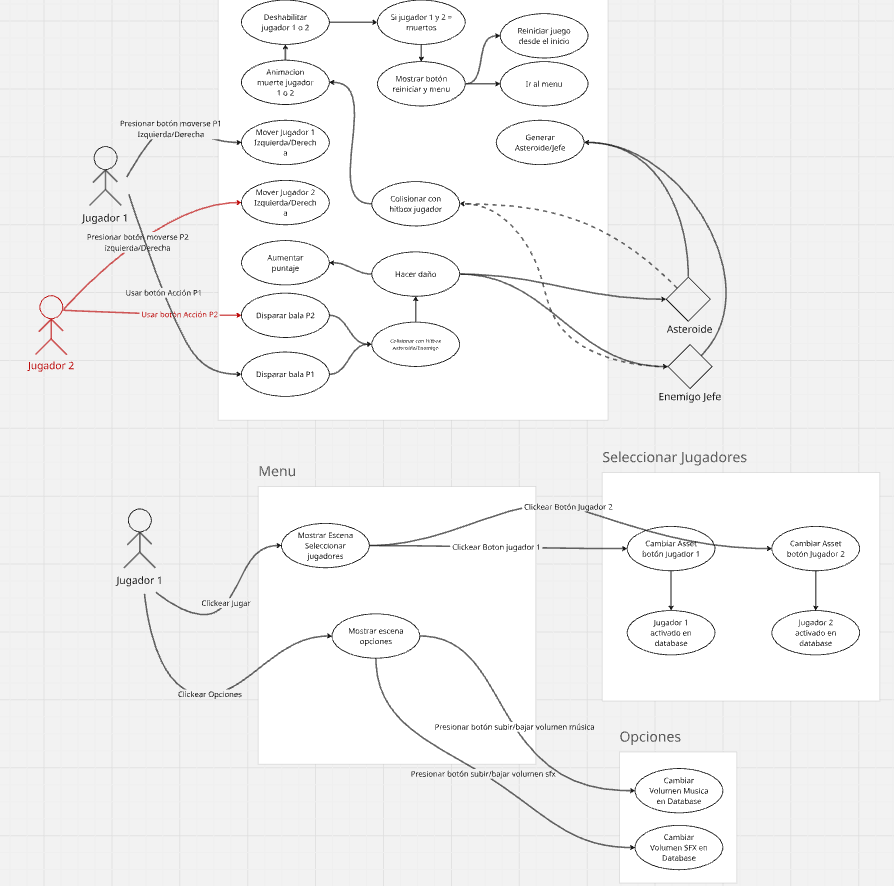 Deshabilitar
jugador 1 o 2
Si jugador 1 y 2 =
muertos
Reiniciar juego
desde el inicio
Animacion
muerte jugador
1 o 2
Mostrar botón
reiniciar y menu
Ir al menu
Presionar botón moverse P1
Izquierda/Derecha
Mover Jugador 1
Izquierda/Derech
a
Generar
Asteroide/Jefe
Jugador 1
Mover Jugador 2
Izquierda/Derech
a
Colisionar con
hitbox jugador
Presionar botón moverse P2
Izquierda/Derecha
Aumentar
puntaje
Hacer daño
Usar botón Acción P1
Usar botón Acción P2
Disparar bala P2
Asteroide
Colisionar con hitbox
Asteroide/Enemigo
Jugador 2
Disparar bala P1
Enemigo Jefe
Menu
Seleccionar Jugadores
Clickear Botón Jugador 2
Mostrar Escena
Seleccionar
jugadores
Clickear Boton jugador 1
Cambiar Asset
botón Jugador 1
Cambiar Asset
botón Jugador 2
Jugador 1
Clickear Jugar
Mostrar escena
opciones
Jugador 1
activado en
database
Jugador 2
activado en
database
Clickear Opciones
Presionar botón subir/bajar volumen música
Opciones
Presionar botón subir/bajar volumen sfx
Cambiar
Volumen Musica
en Database
Cambiar
Volumen SFX en
Database